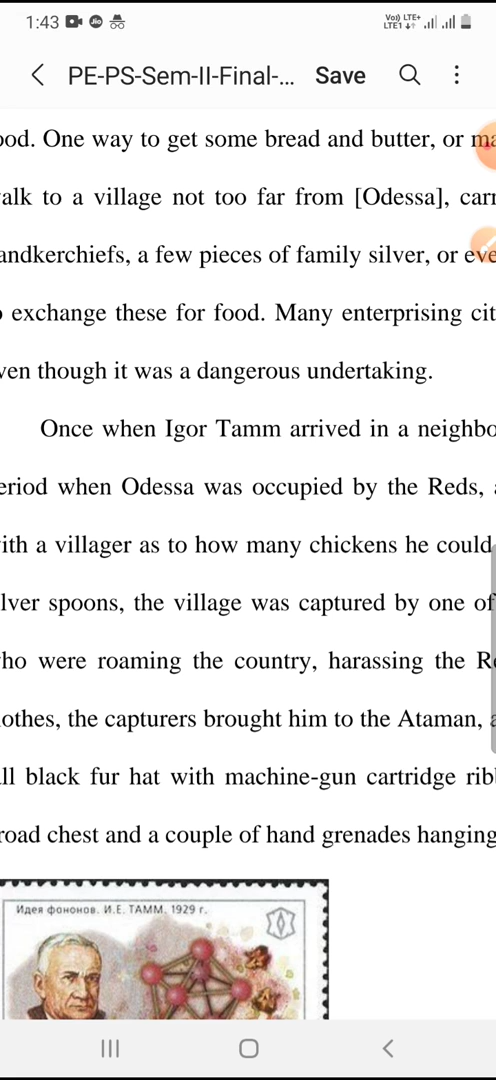 1:43
Jio
Vo)) LTE+
LTE1
PE-PS-Sem-II-Final-... Save
ood. One way to get some bread and butter, or ma
alk to a village not too far from [Odessa], carr
andkerchiefs, a few pieces of family silver, or eve
o exchange these for food. Many enterprising cit
ven though it was a dangerous undertaking.
Once when Igor Tamm arrived in a neighbo
eriod when Odessa was occupied by the Reds, a
ith a villager as to how many chickens he could
lver spoons, the village was captured by one of
ho were roaming the country, harassing the Re
lothes, the capturers brought him to the Ataman, a
ll black fur hat with machine-gun cartridge rib
road chest and a couple of hand grenades hanging
Идея фононов. И.Е. ТАММ. 1929 г.